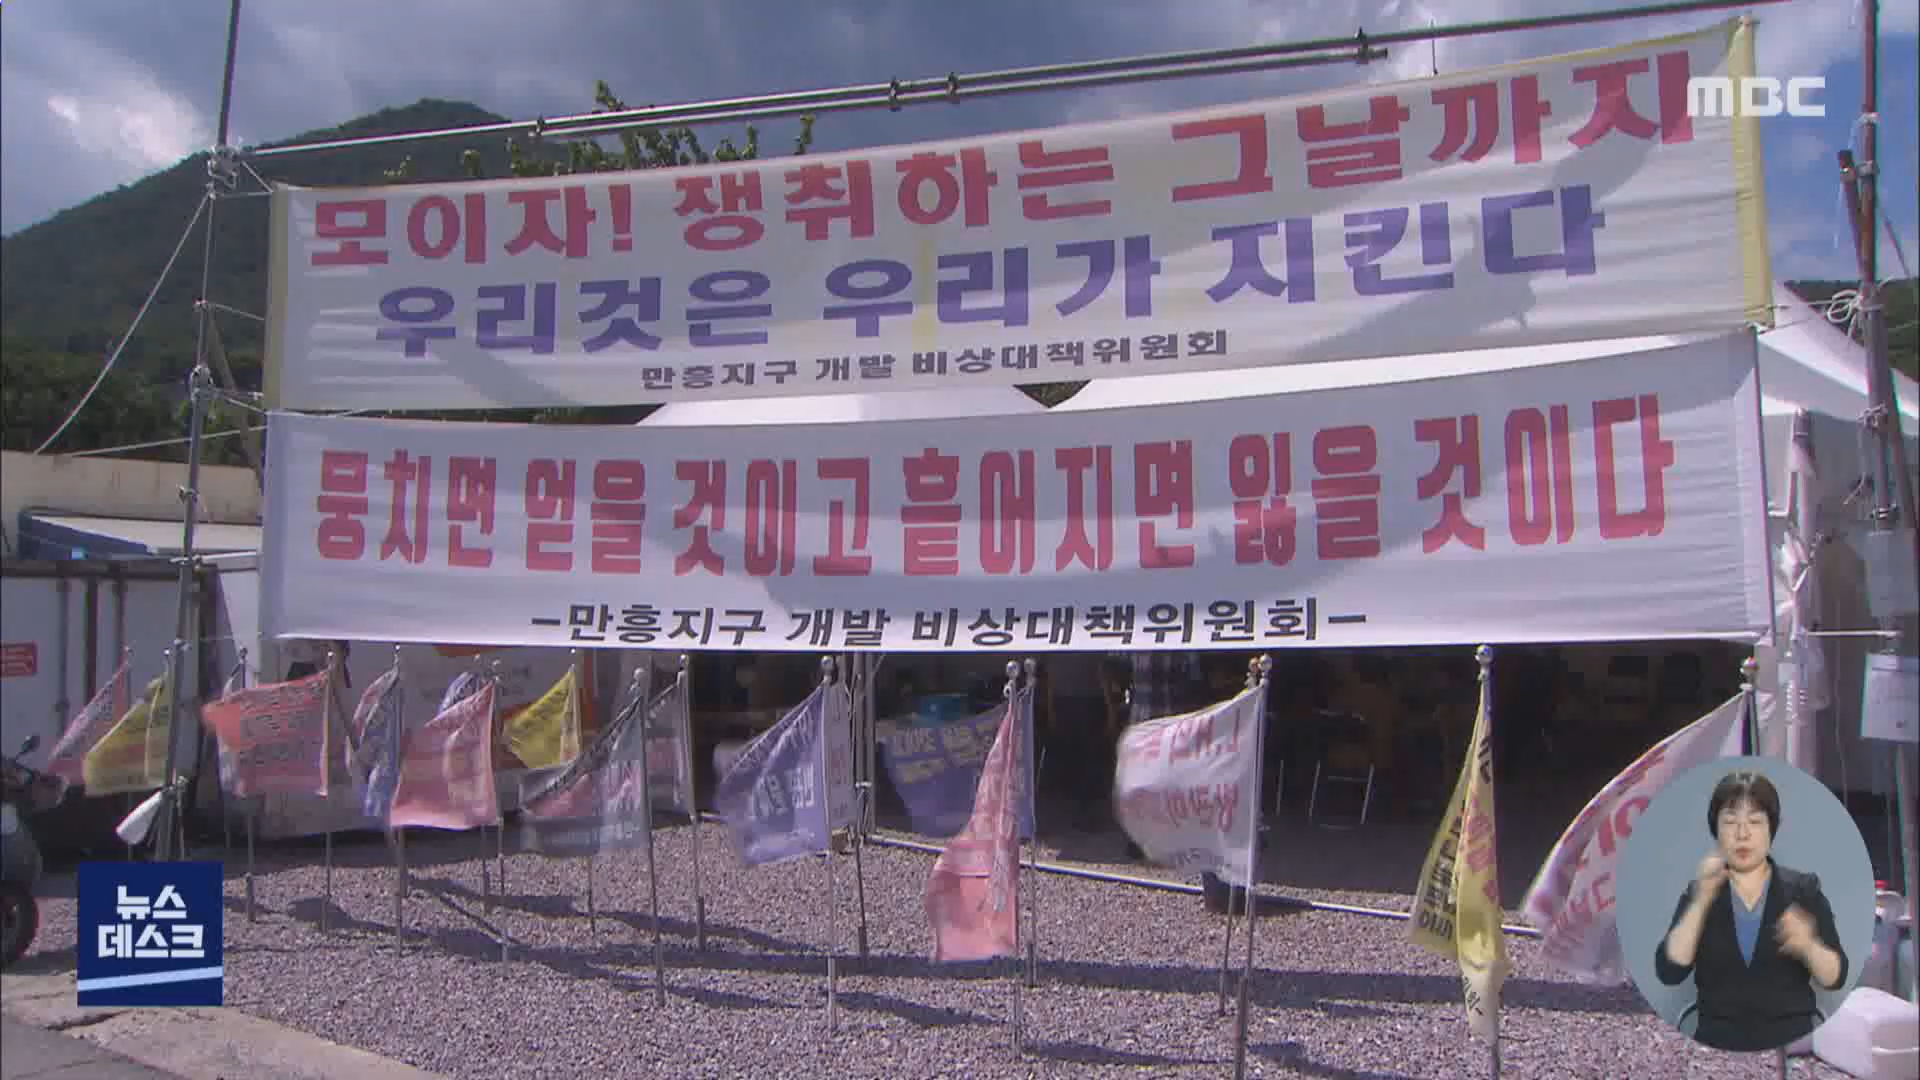 MBC
모이자! 쟁취하는 그날까지
우리것은 우리가 지킨다
만흥지구 개발 비상대책위원회
뭉치면 얻을 것이고 흩어지면 잃을 것이다
-만흥지구 개발 비상대책위원회-
뉴스
데스크